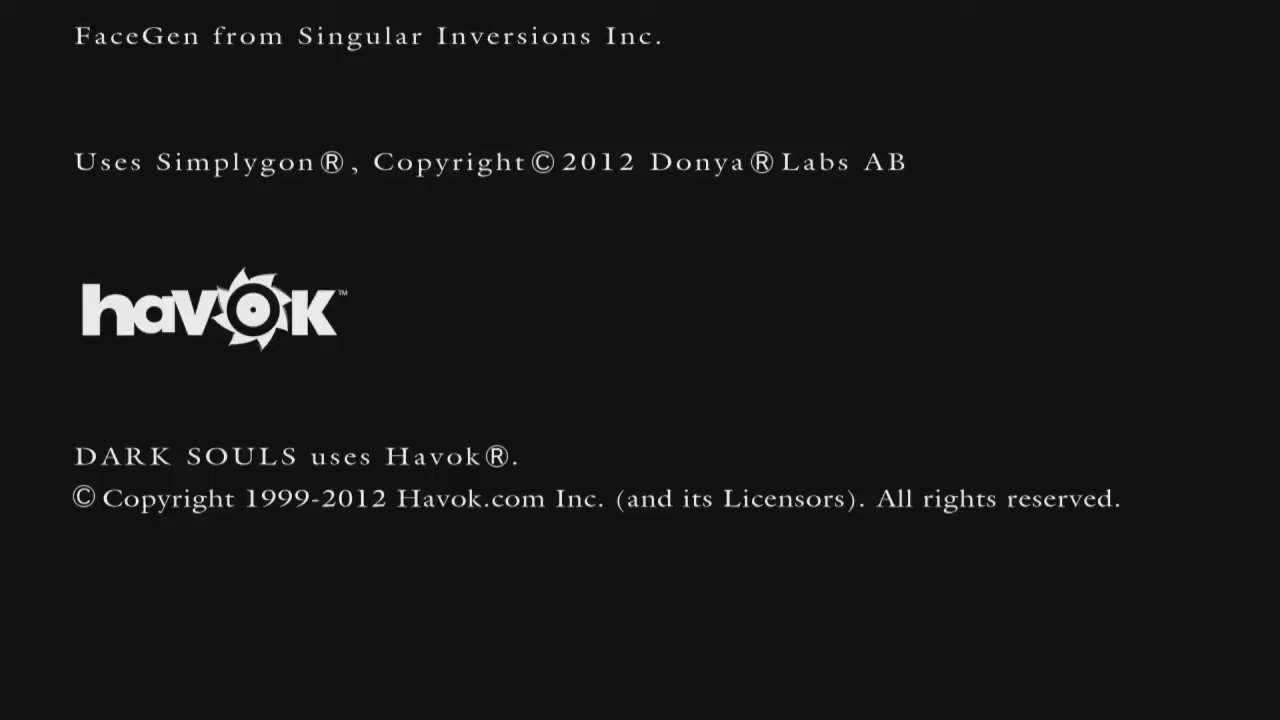 FaceGen from Singular Inversions Inc.
Uses Simplygon®, Copyright©2012 Donya®Labs AB
havok™
DARK SOULS uses Havok®.
©Copyright 1999-2012 Havok.com Inc. (and its Licensors). All rights reserved.